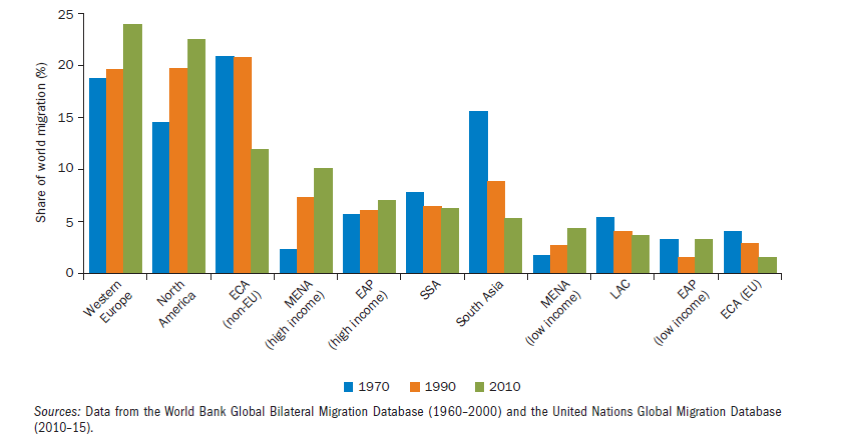 Share of world migration (%)
25
20
15
10
5
0
Western
Europe
North
America
ECA
(non-EU)
MENA
(high income)
EAP
(high income)
SSA
South Asia
MENA
(low income)
LAC
EAP
(low income)
ECA (EU)
1970 1990 2010
Sources: Data from the World Bank Global Bilateral Migration Database (1960–2000) and the United Nations Global Migration Database
(2010–15).